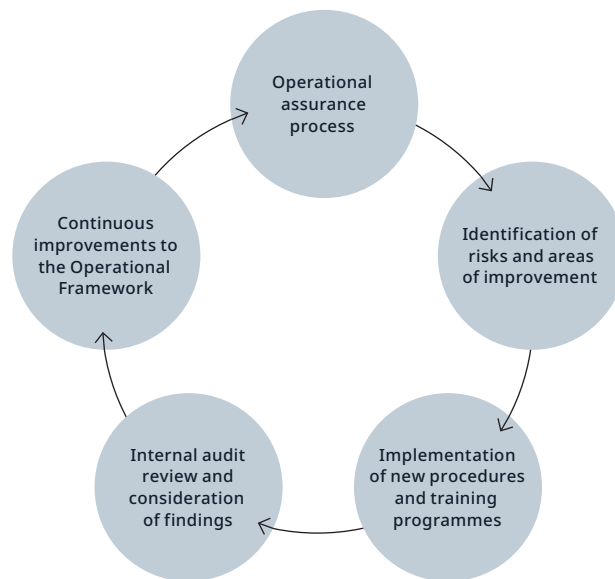 Operational
assurance
process
Identification of
risks and areas
of improvement
Implementation
of new procedures
and training
programmes
Internal audit
review and
consideration
of findings
Continuous
improvements to
the Operational
Framework